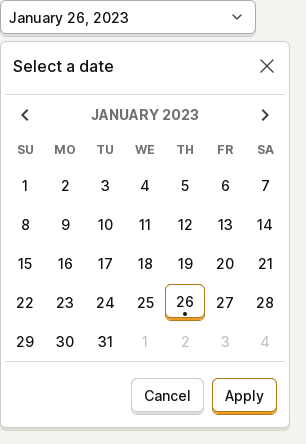 January 26, 2023
Select a date
JANUARY 2023
SU MO TU WE TH FR SA
1 2 3 4 5 6 7
8 9 10 11 12 13 14
15 16 17 18 19 20 21
22 23 24 25 26 27 28
29 30 31 1 2 3 4
Cancel Apply